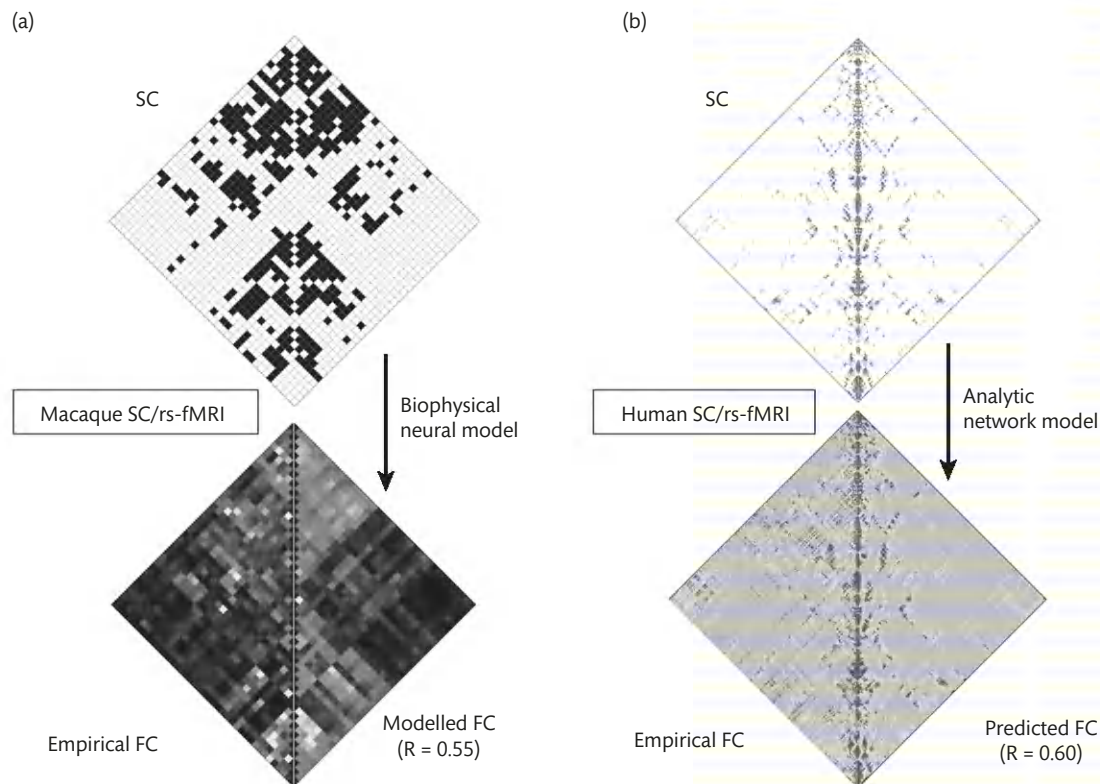 (a)
SC
Macaque SC/rs-fMRI
Biophysical
neural model
Empirical FC
Modelled FC
(R = 0.55)
(b)
SC
Human SC/rs-fMRI
Analytic
network model
Empirical FC
Predicted FC
(R = 0.60)